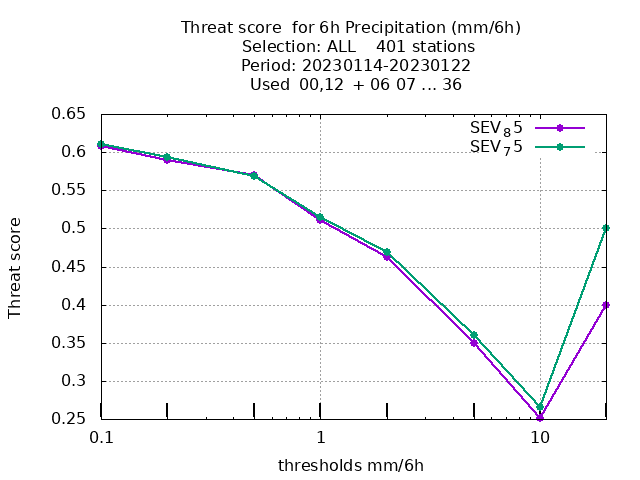 Threat score  for 6h Precipitation (mm/6h)
Selection: ALL    401 stations
Period: 20230114-20230122
Used  00,12  + 06 07 ... 36
0.65
0.6
0.55
0.5
0.45
0.4
0.35
0.3
0.25
SEV₈5
SEV₇5
Threat score
0.1
1
10
thresholds mm/6h